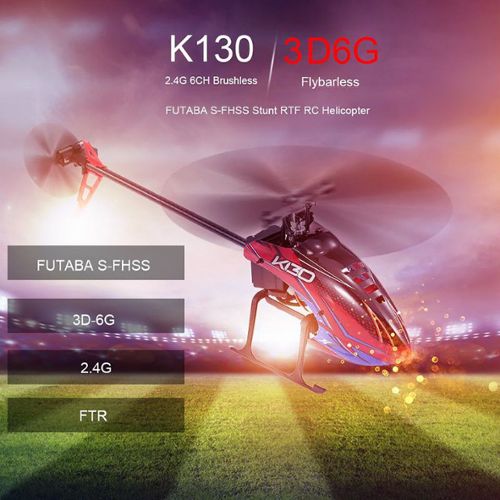 K130
3D6G
2.4G 6CH Brushless
Flybarless
FUTABA S-FHSS Stunt RTF RC Helicopter
K130
FUTABA S-FHSS
3D-6G
2.4G
FTR